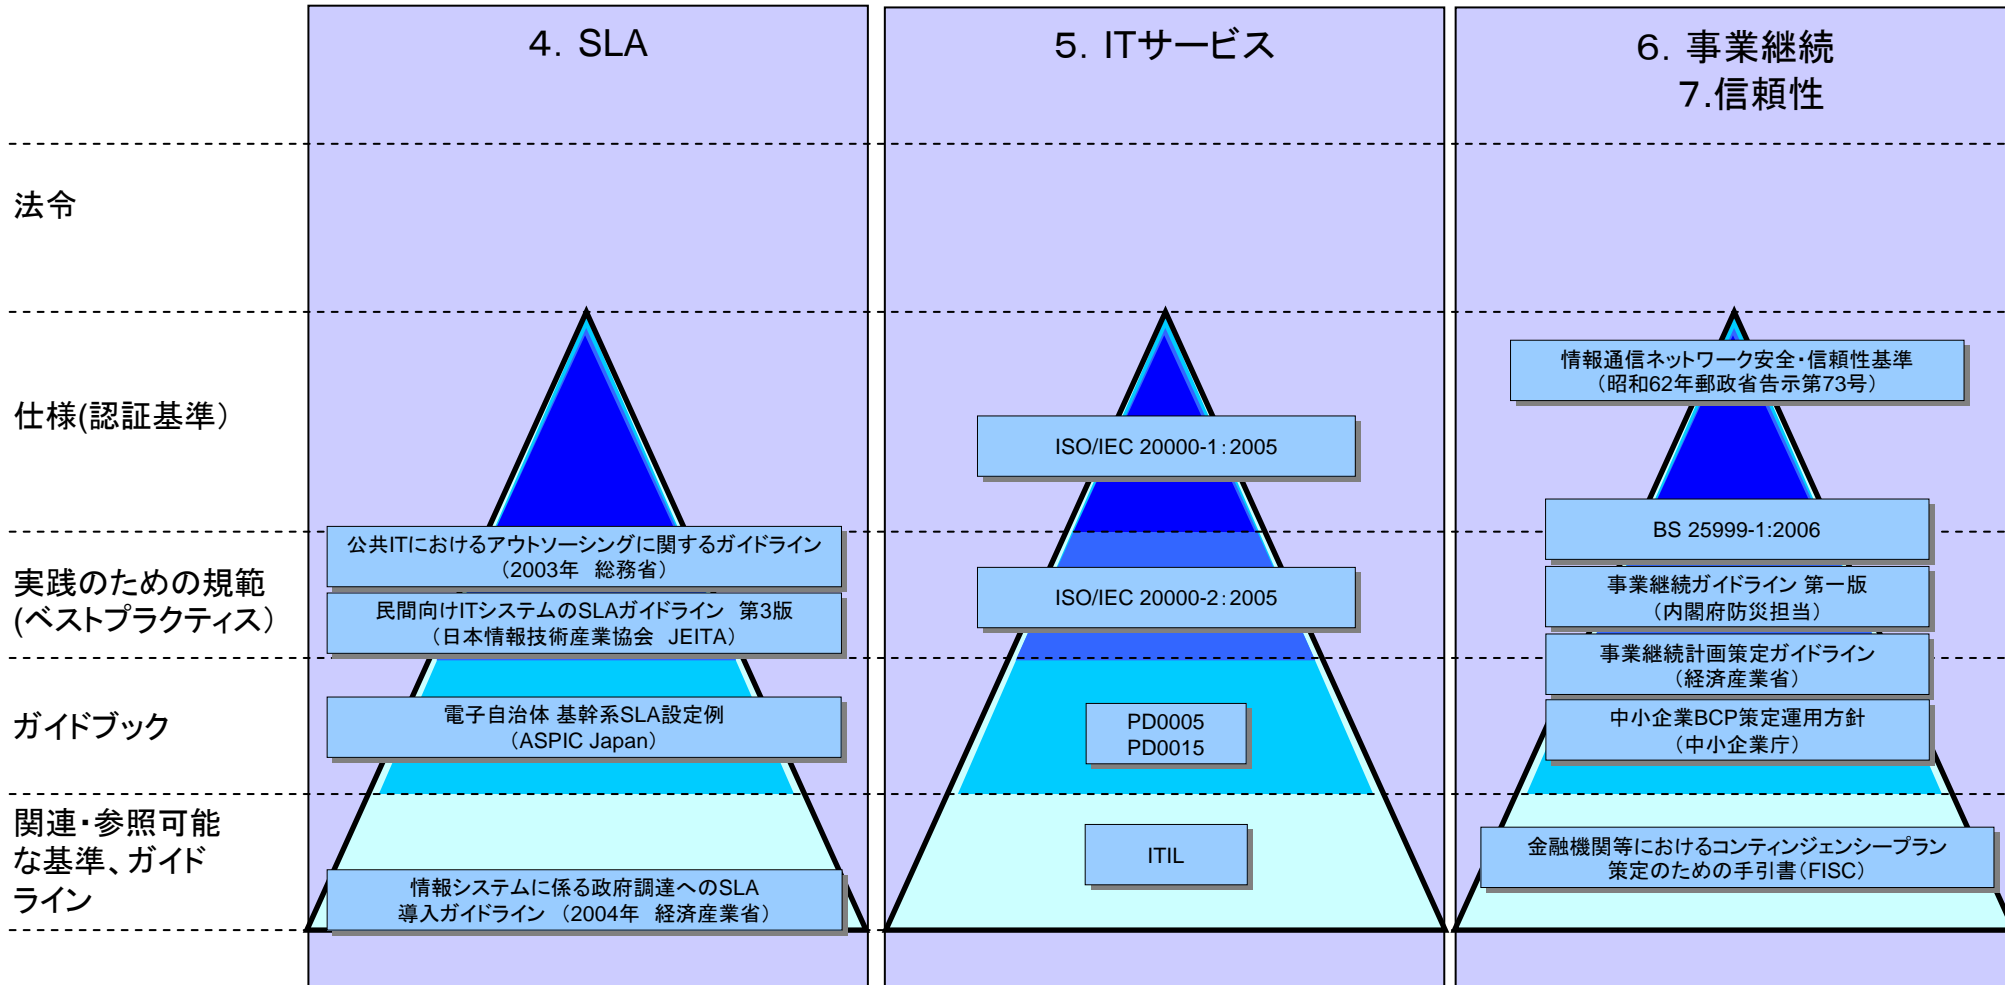 ４．SLA
５．ITサービス
６．事業継続
７.信頼性
法令
仕様(認証基準）
実践のための規範
(ベストプラクティス）
ガイドブック
関連・参照可能
な基準、ガイド
ライン
公共ITにおけるアウトソーシングに関するガイドライン
（2003年　総務省）
民間向けITシステムのSLAガイドライン　第3版
（日本情報技術産業協会　JEITA）
電子自治体 基幹系SLA設定例
（ASPIC Japan）
情報システムに係る政府調達へのSLA
導入ガイドライン　（2004年　経済産業省）
ISO/IEC 20000-1：2005
ISO/IEC 20000-2：2005
PD0005
PD0015
ITIL
情報通信ネットワーク安全・信頼性基準
（昭和62年郵政省告示第73号）
BS 25999-1:2006
事業継続ガイドライン 第一版
（内閣府防災担当）
事業継続計画策定ガイドライン
（経済産業省）
中小企業BCP策定運用方針
（中小企業庁）
金融機関等におけるコンティンジェンシープラン
策定のための手引書（FISC）